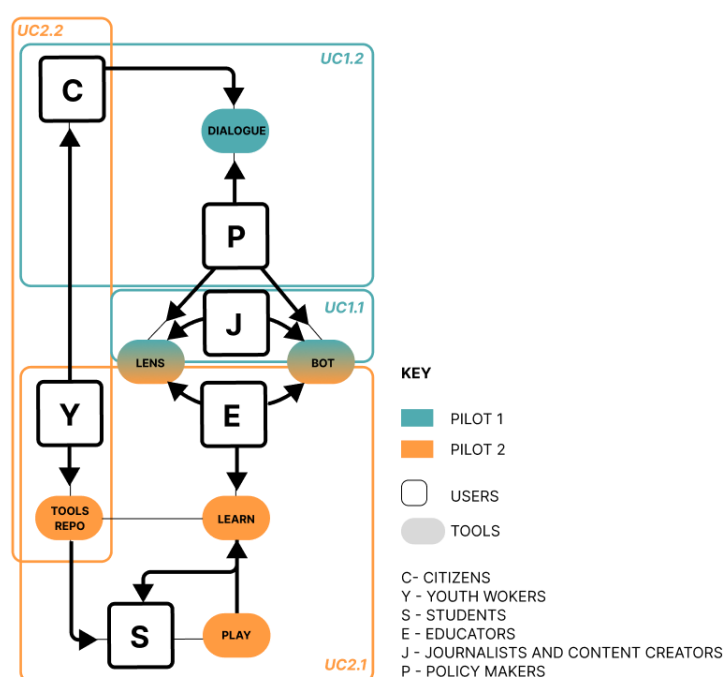 UC2.2
UC1.2
C
DIALOGUE
P
UC1.1
J
LENS
BOT
Y
E
TOOLS
REPO
LEARN
S
PLAY
UC2.1
KEY
PILOT 1
PILOT 2
USERS
TOOLS
C- CITIZENS
Y - YOUTH WOKERS
S - STUDENTS
E - EDUCATORS
J - JOURNALISTS AND CONTENT CREATORS
P - POLICY MAKERS